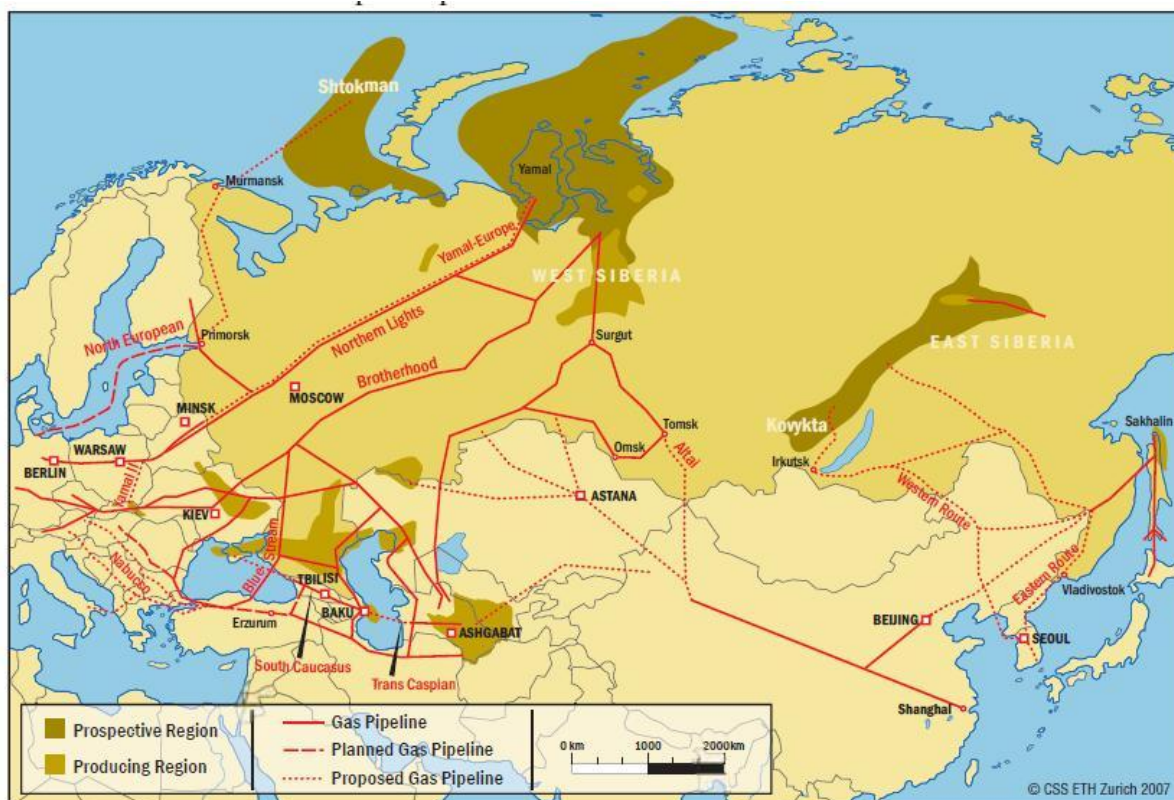 Shtokman
Murmansk
Yamal
Yamal-Europe
WEST SIBERIA
North European
Primorsk
Northern Lights
Surgut
EAST SIBERIA
Brotherhood
MOSCOW
MINSK
Tomsk
Kovykta
Sakhalin
WARSAW
Omsk
Altai
BERLIN
Irkutsk
Yamal II
ASTANA
Western Route
KIEV
Nabucco
Blue Stream
TBILISI
Eastern Route
Vladivostok
Erzurum
BAKU
ASHGABAT
BEIJING
SEOUL
South Caucasus
Trans Caspian
Shanghai
Prospective Region
Producing Region
Gas Pipeline
Planned Gas Pipeline
Proposed Gas Pipeline
0 km 1000 2000km
© CSS ETH Zurich 2007